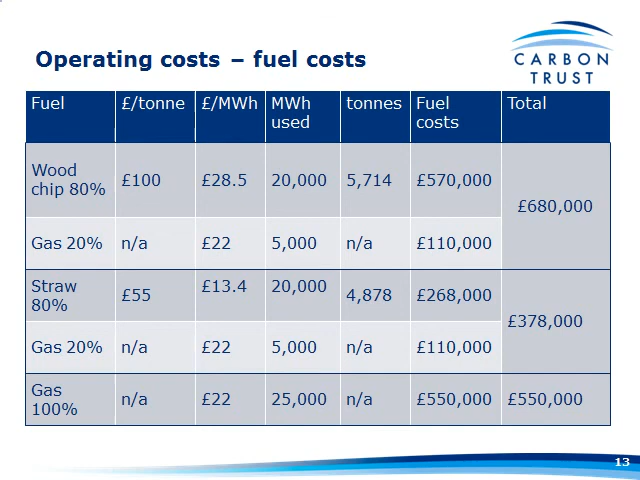 Operating costs – fuel costs
CARBON
TRUST
Fuel £/tonne £/MWh MWh used tonnes Fuel costs Total
Wood chip 80% £100 £28.5 20,000 5,714 £570,000 £680,000
Gas 20% n/a £22 5,000 n/a £110,000
Straw 80% £55 £13.4 20,000 4,878 £268,000 £378,000
Gas 20% n/a £22 5,000 n/a £110,000
Gas 100% n/a £22 25,000 n/a £550,000 £550,000
13